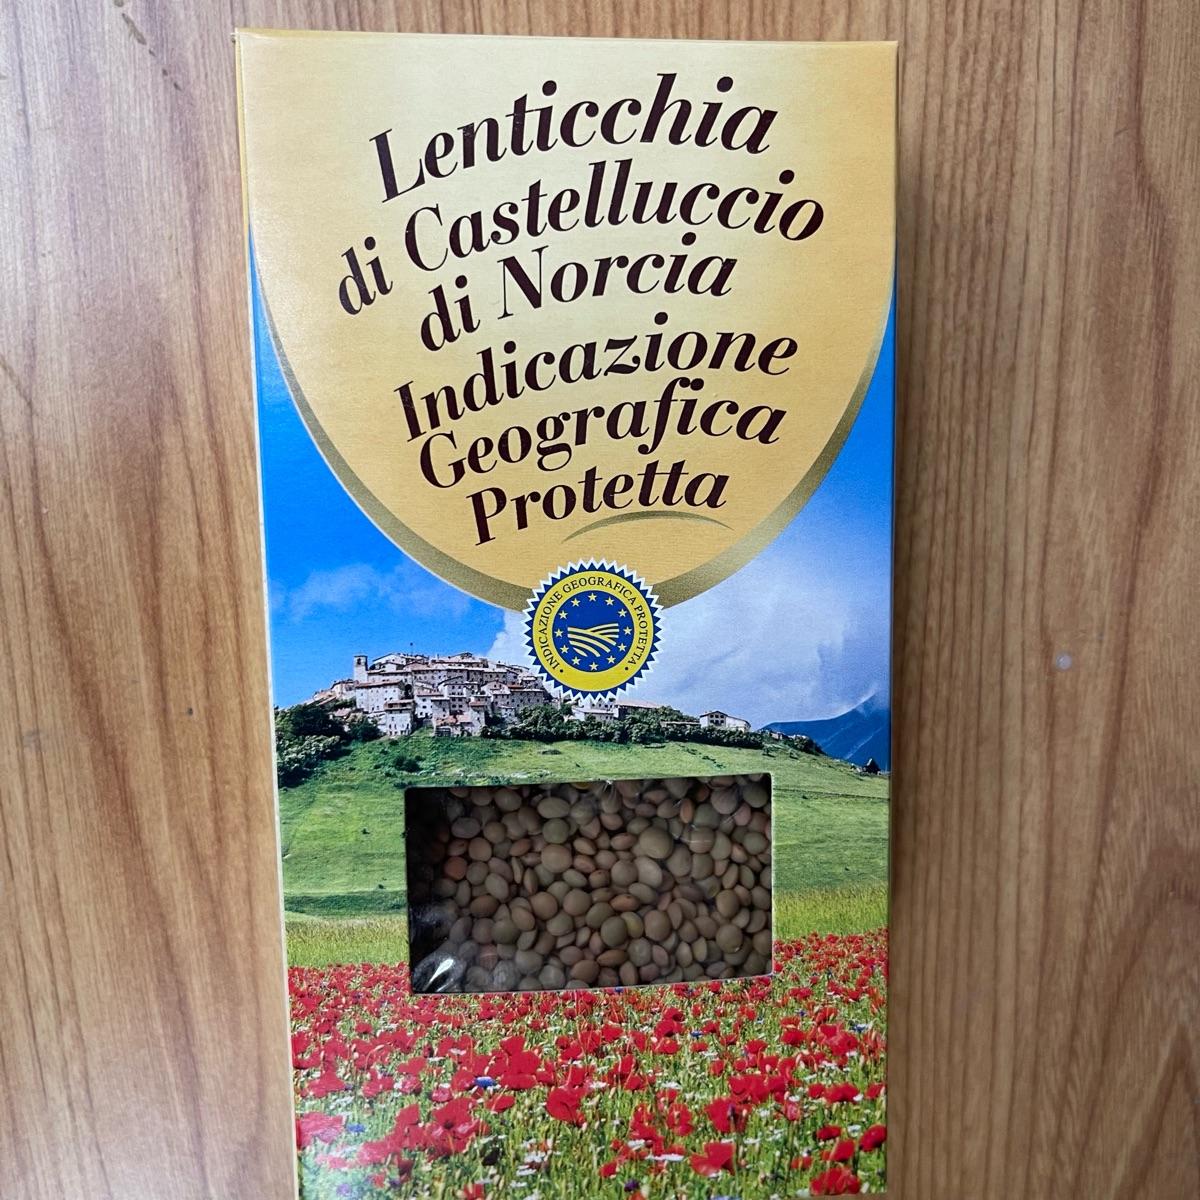 Lenticchia
di Castelluccio
di Norcia
Indicazione
Geografica
Protetta
INDICAZIONE GEOGRAFICA PROTETTA